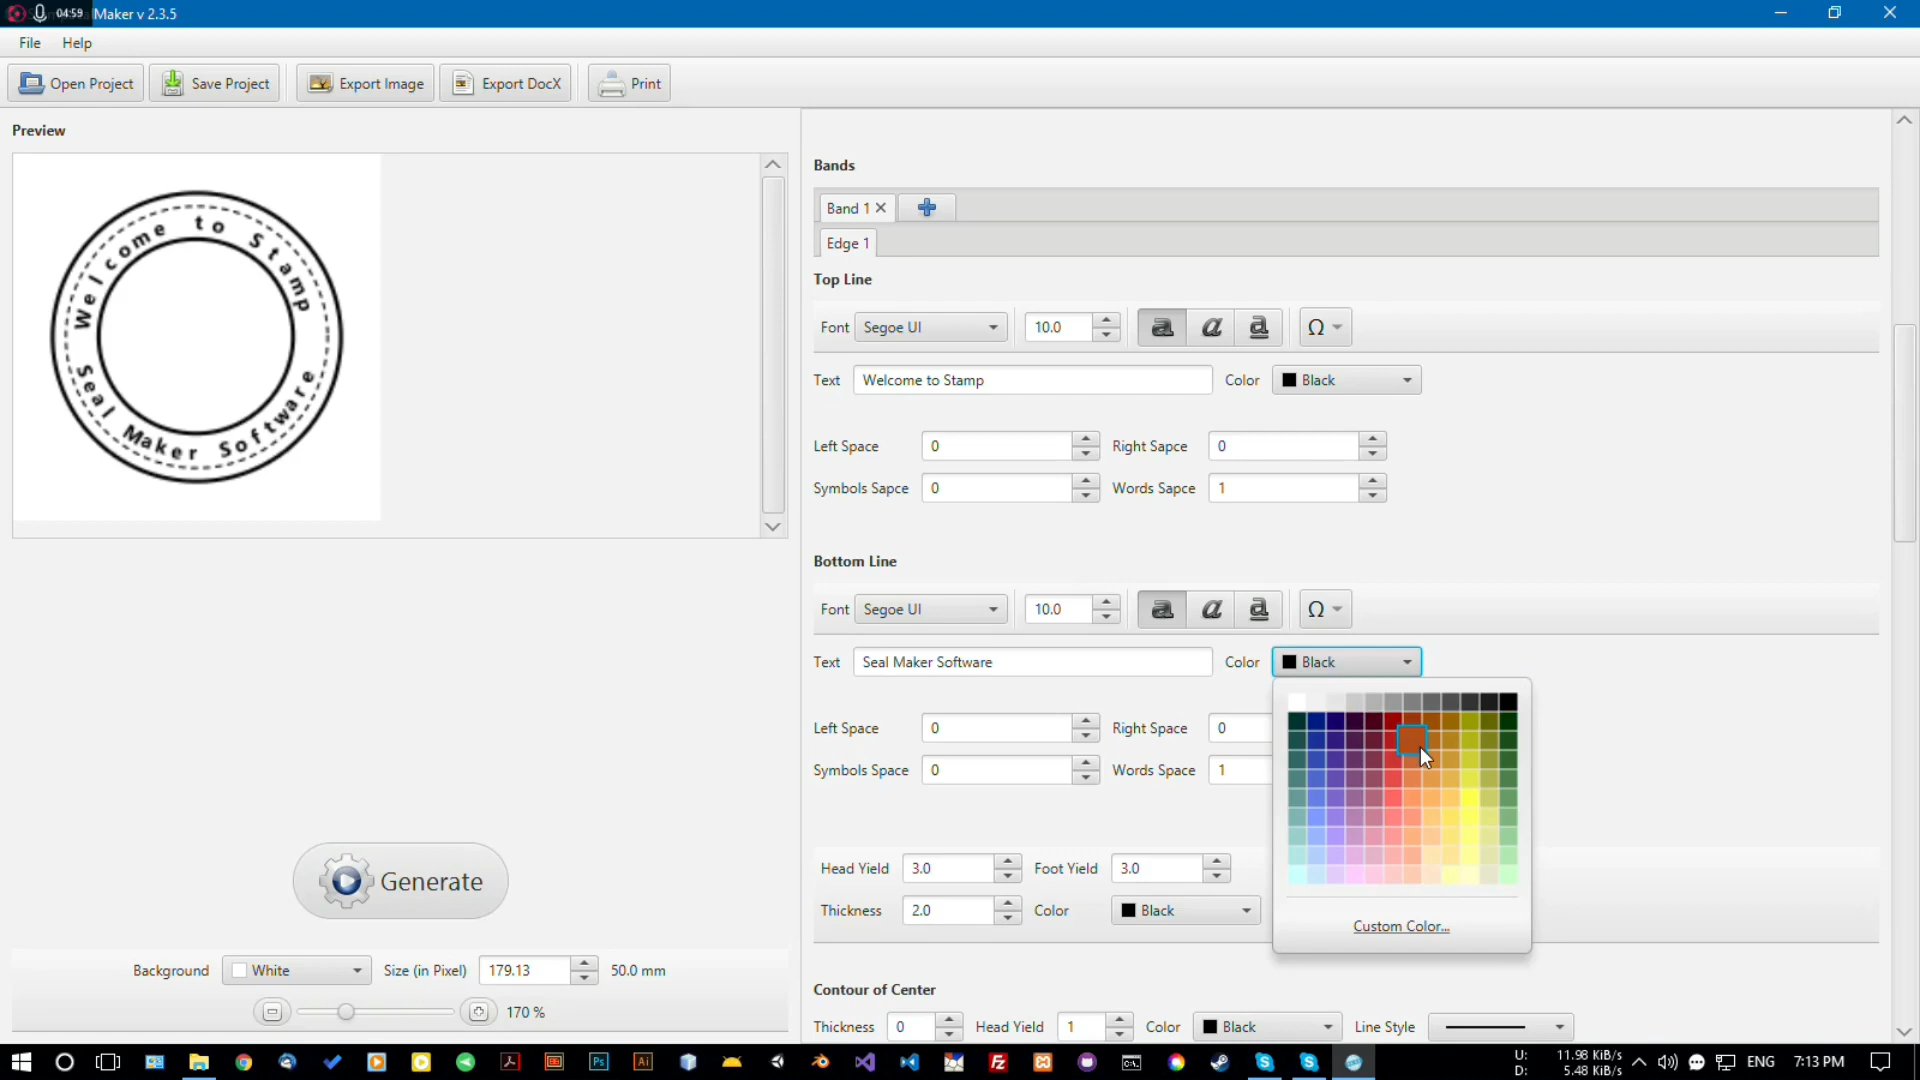 04:59 Maker v 2.3.5
File Help
Open Project Save Project Export Image Export DocX Print
Preview
Welcome to Stamp
Seal Maker Software
Generate
Background White Size (in Pixel) 179.13 50.0 mm
170 %
Bands
Band 1
Edge 1
Top Line
Font Segoe UI 10.0 a a a Ω
Text Welcome to Stamp Color Black
Left Space 0 Right Sapce 0
Symbols Sapce 0 Words Sapce 1
Bottom Line
Font Segoe UI 10.0 a a a Ω
Text Seal Maker Software Color Black
Left Space 0 Right Space 0
Symbols Space 0 Words Space 1
Head Yield 3.0 Foot Yield 3.0
Thickness 2.0 Color Black
Custom Color...
Contour of Center
Thickness 0 Head Yield 1 Color Black Line Style
Ps Ai Fz
U: 11.98 KiB/s
D: 5.48 KiB/s
ENG 7:13 PM